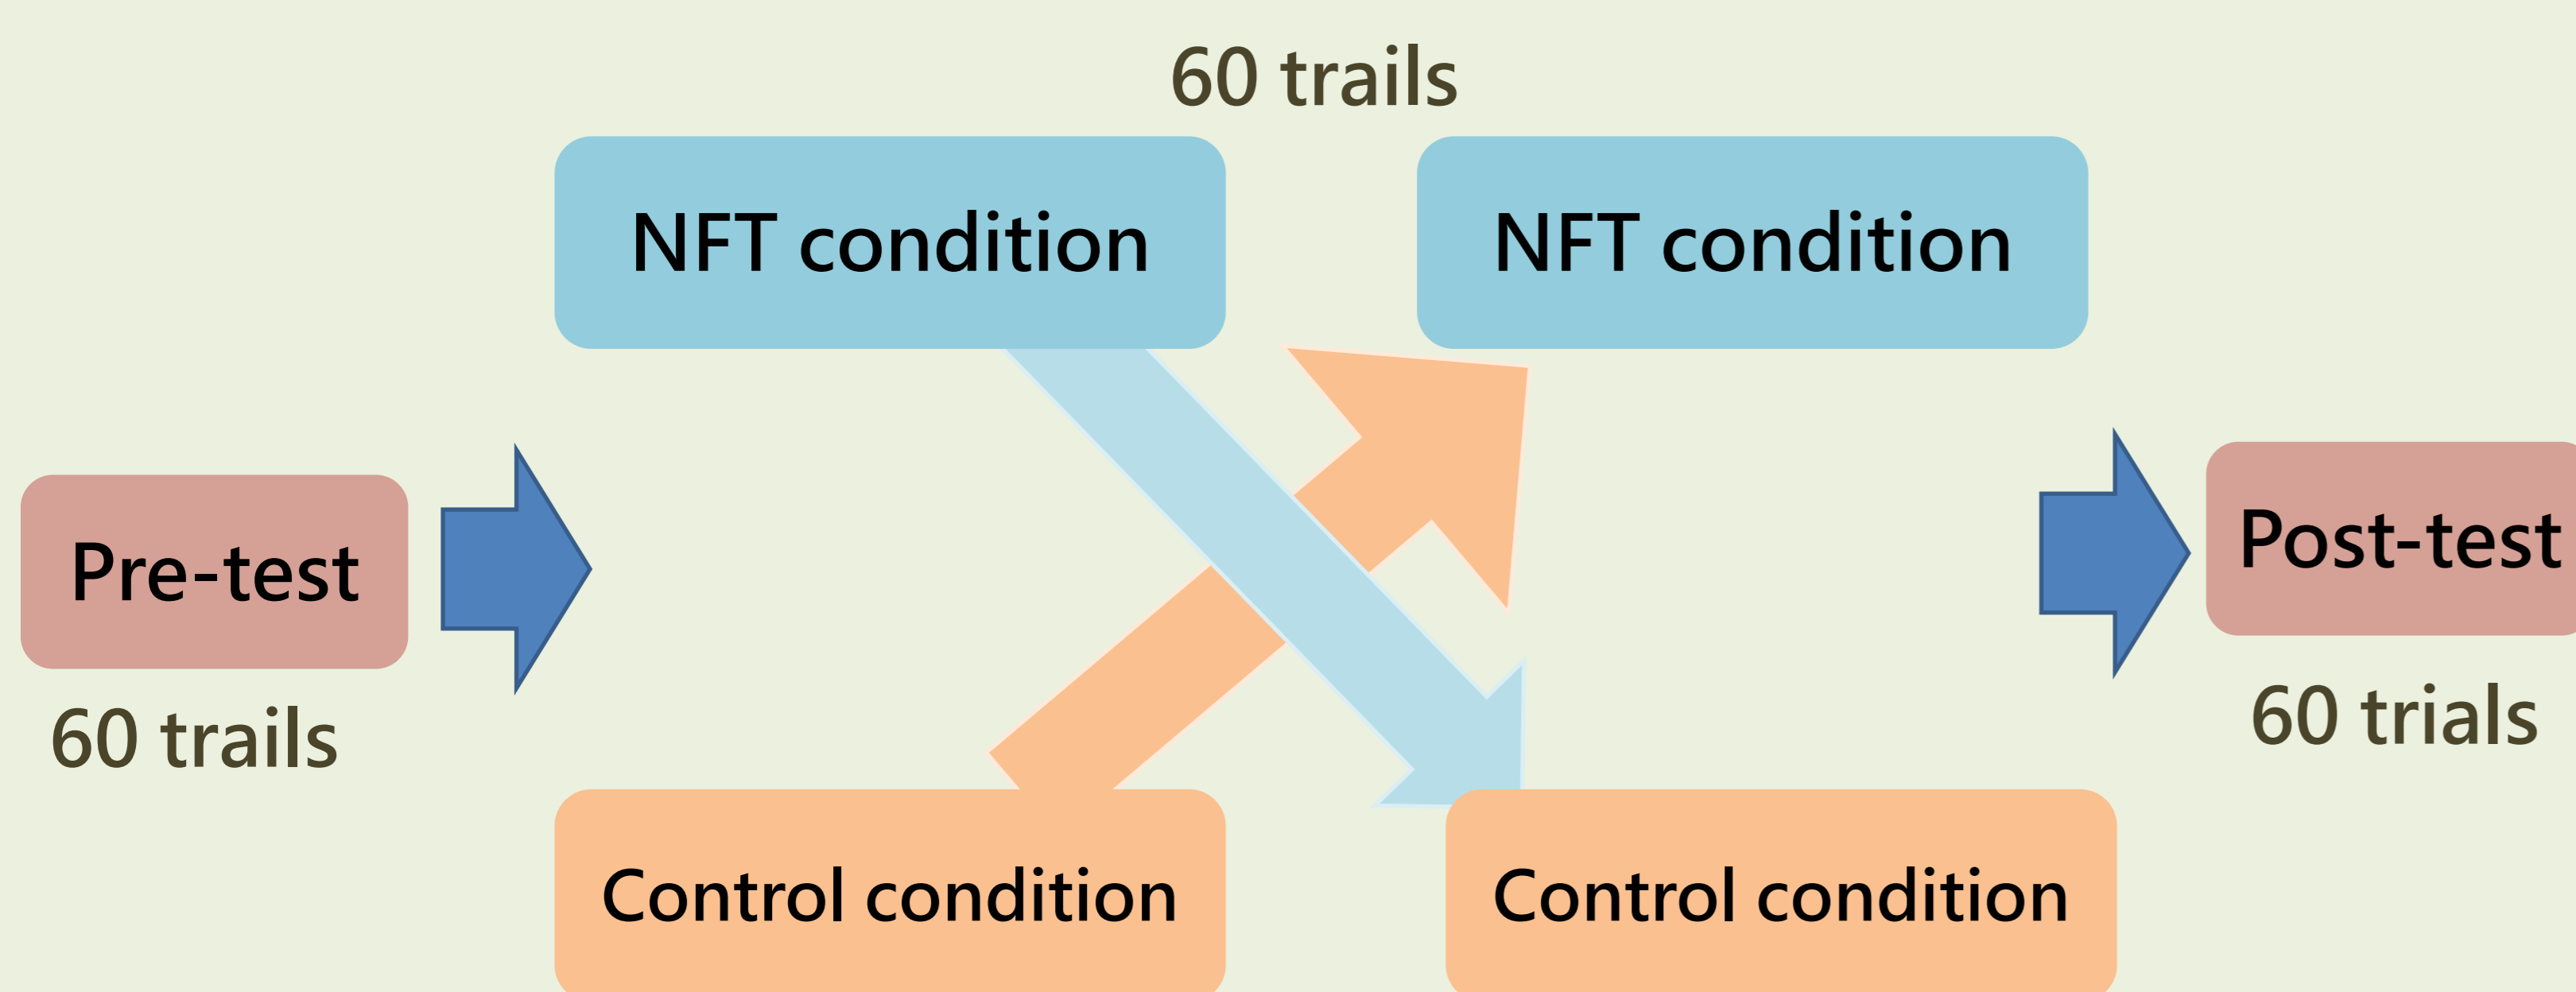 60 trails
NFT condition
NFT condition
Pre-test
60 trails
Post-test
60 trials
Control condition
Control condition